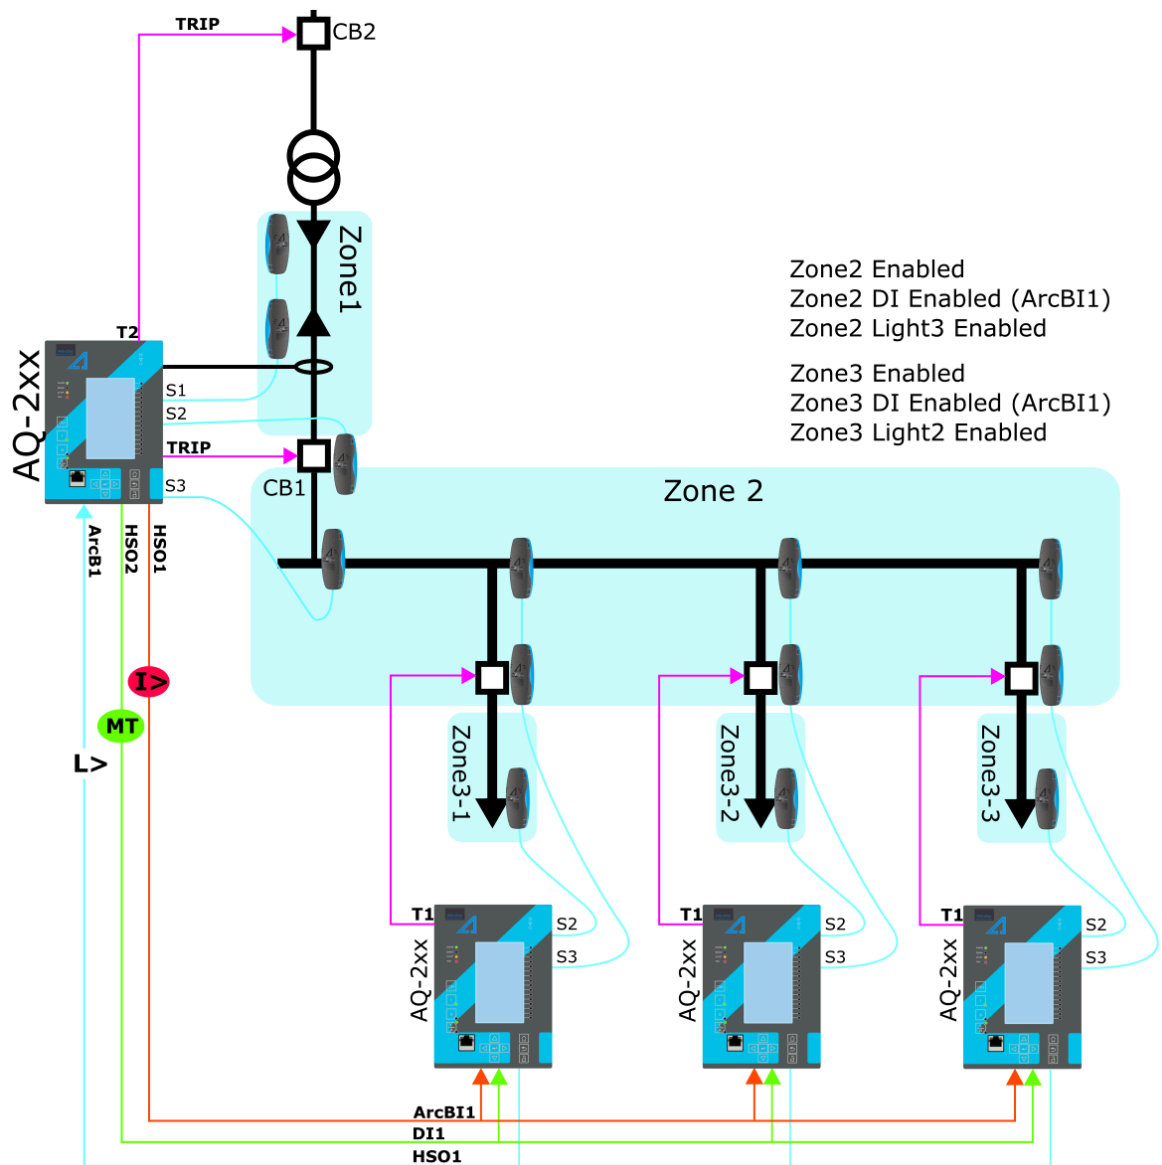 TRIP
CB2
Zone1
Zone2 Enabled
Zone2 DI Enabled (ArcBI1)
Zone2 Light3 Enabled
Zone3 Enabled
Zone3 DI Enabled (ArcBI1)
Zone3 Light2 Enabled
T2
AQ-2xx
S1
S2
TRIP
S3
CB1
Zone 2
ArcB1
HSO2
HSO1
I>
MT
L>
Zone3-1
Zone3-2
Zone3-3
T1
S2
S3
AQ-2xx
T1
S2
S3
AQ-2xx
T1
S2
S3
AQ-2xx
ArcBI1
DI1
HSO1